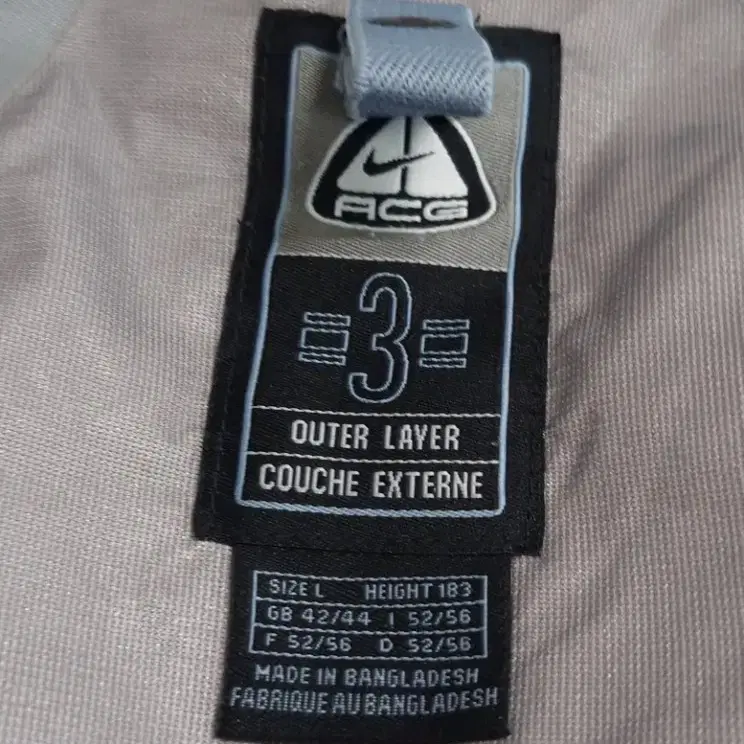 ACG
3
OUTER LAYER
COUCHE EXTERNE
SIZE L HEIGHT 183
GB 42/44 I 52/56
F 52/56 D 52/56
MADE IN BANGLADESH
FABRIQUE AU BANGLADESH